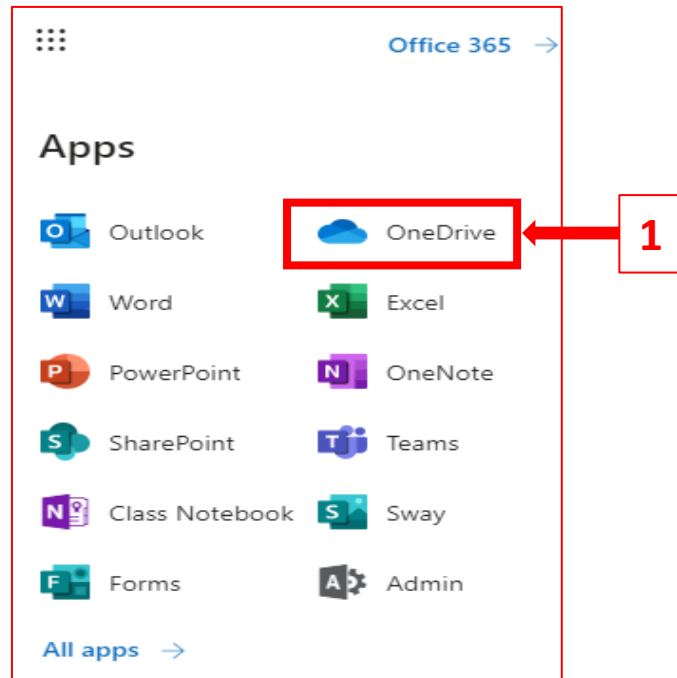 Office 365 →
Apps
Outlook
OneDrive
1
Word
Excel
PowerPoint
OneNote
SharePoint
Teams
Class Notebook
Sway
Forms
Admin
All apps →